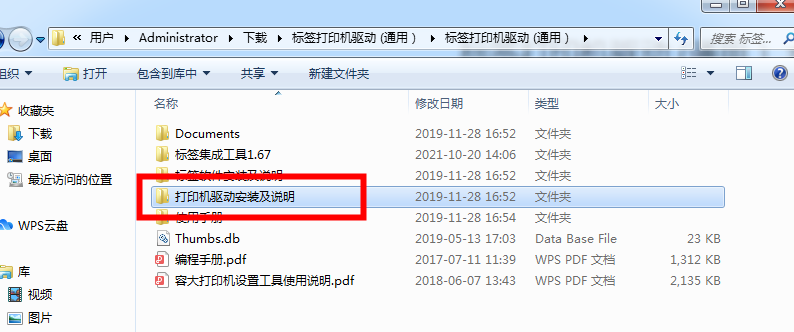 用户 Administrator 下载 标签打印机驱动 (通用 ) 标签打印机驱动 (通用 ) 搜索 标签...
组织 打开 包含到库中 共享 新建文件夹
名称 修改日期 类型 大小
收藏夹
下载
桌面
最近访问的位置
WPS云盘
库
视频
图片
Documents 2019-11-28 16:52 文件夹
标签集成工具1.67 2021-10-20 14:06 文件夹
标签软件安装及说明 2019-11-28 16:52 文件夹
打印机驱动安装及说明 2019-11-28 16:52 文件夹
使用手册 2019-11-28 16:54 文件夹
Thumbs.db 2019-05-13 17:03 Data Base File 23 KB
编程手册.pdf 2017-07-11 11:39 WPS PDF 文档 1,312 KB
容大打印机设置工具使用说明.pdf 2018-06-07 13:43 WPS PDF 文档 2,135 KB